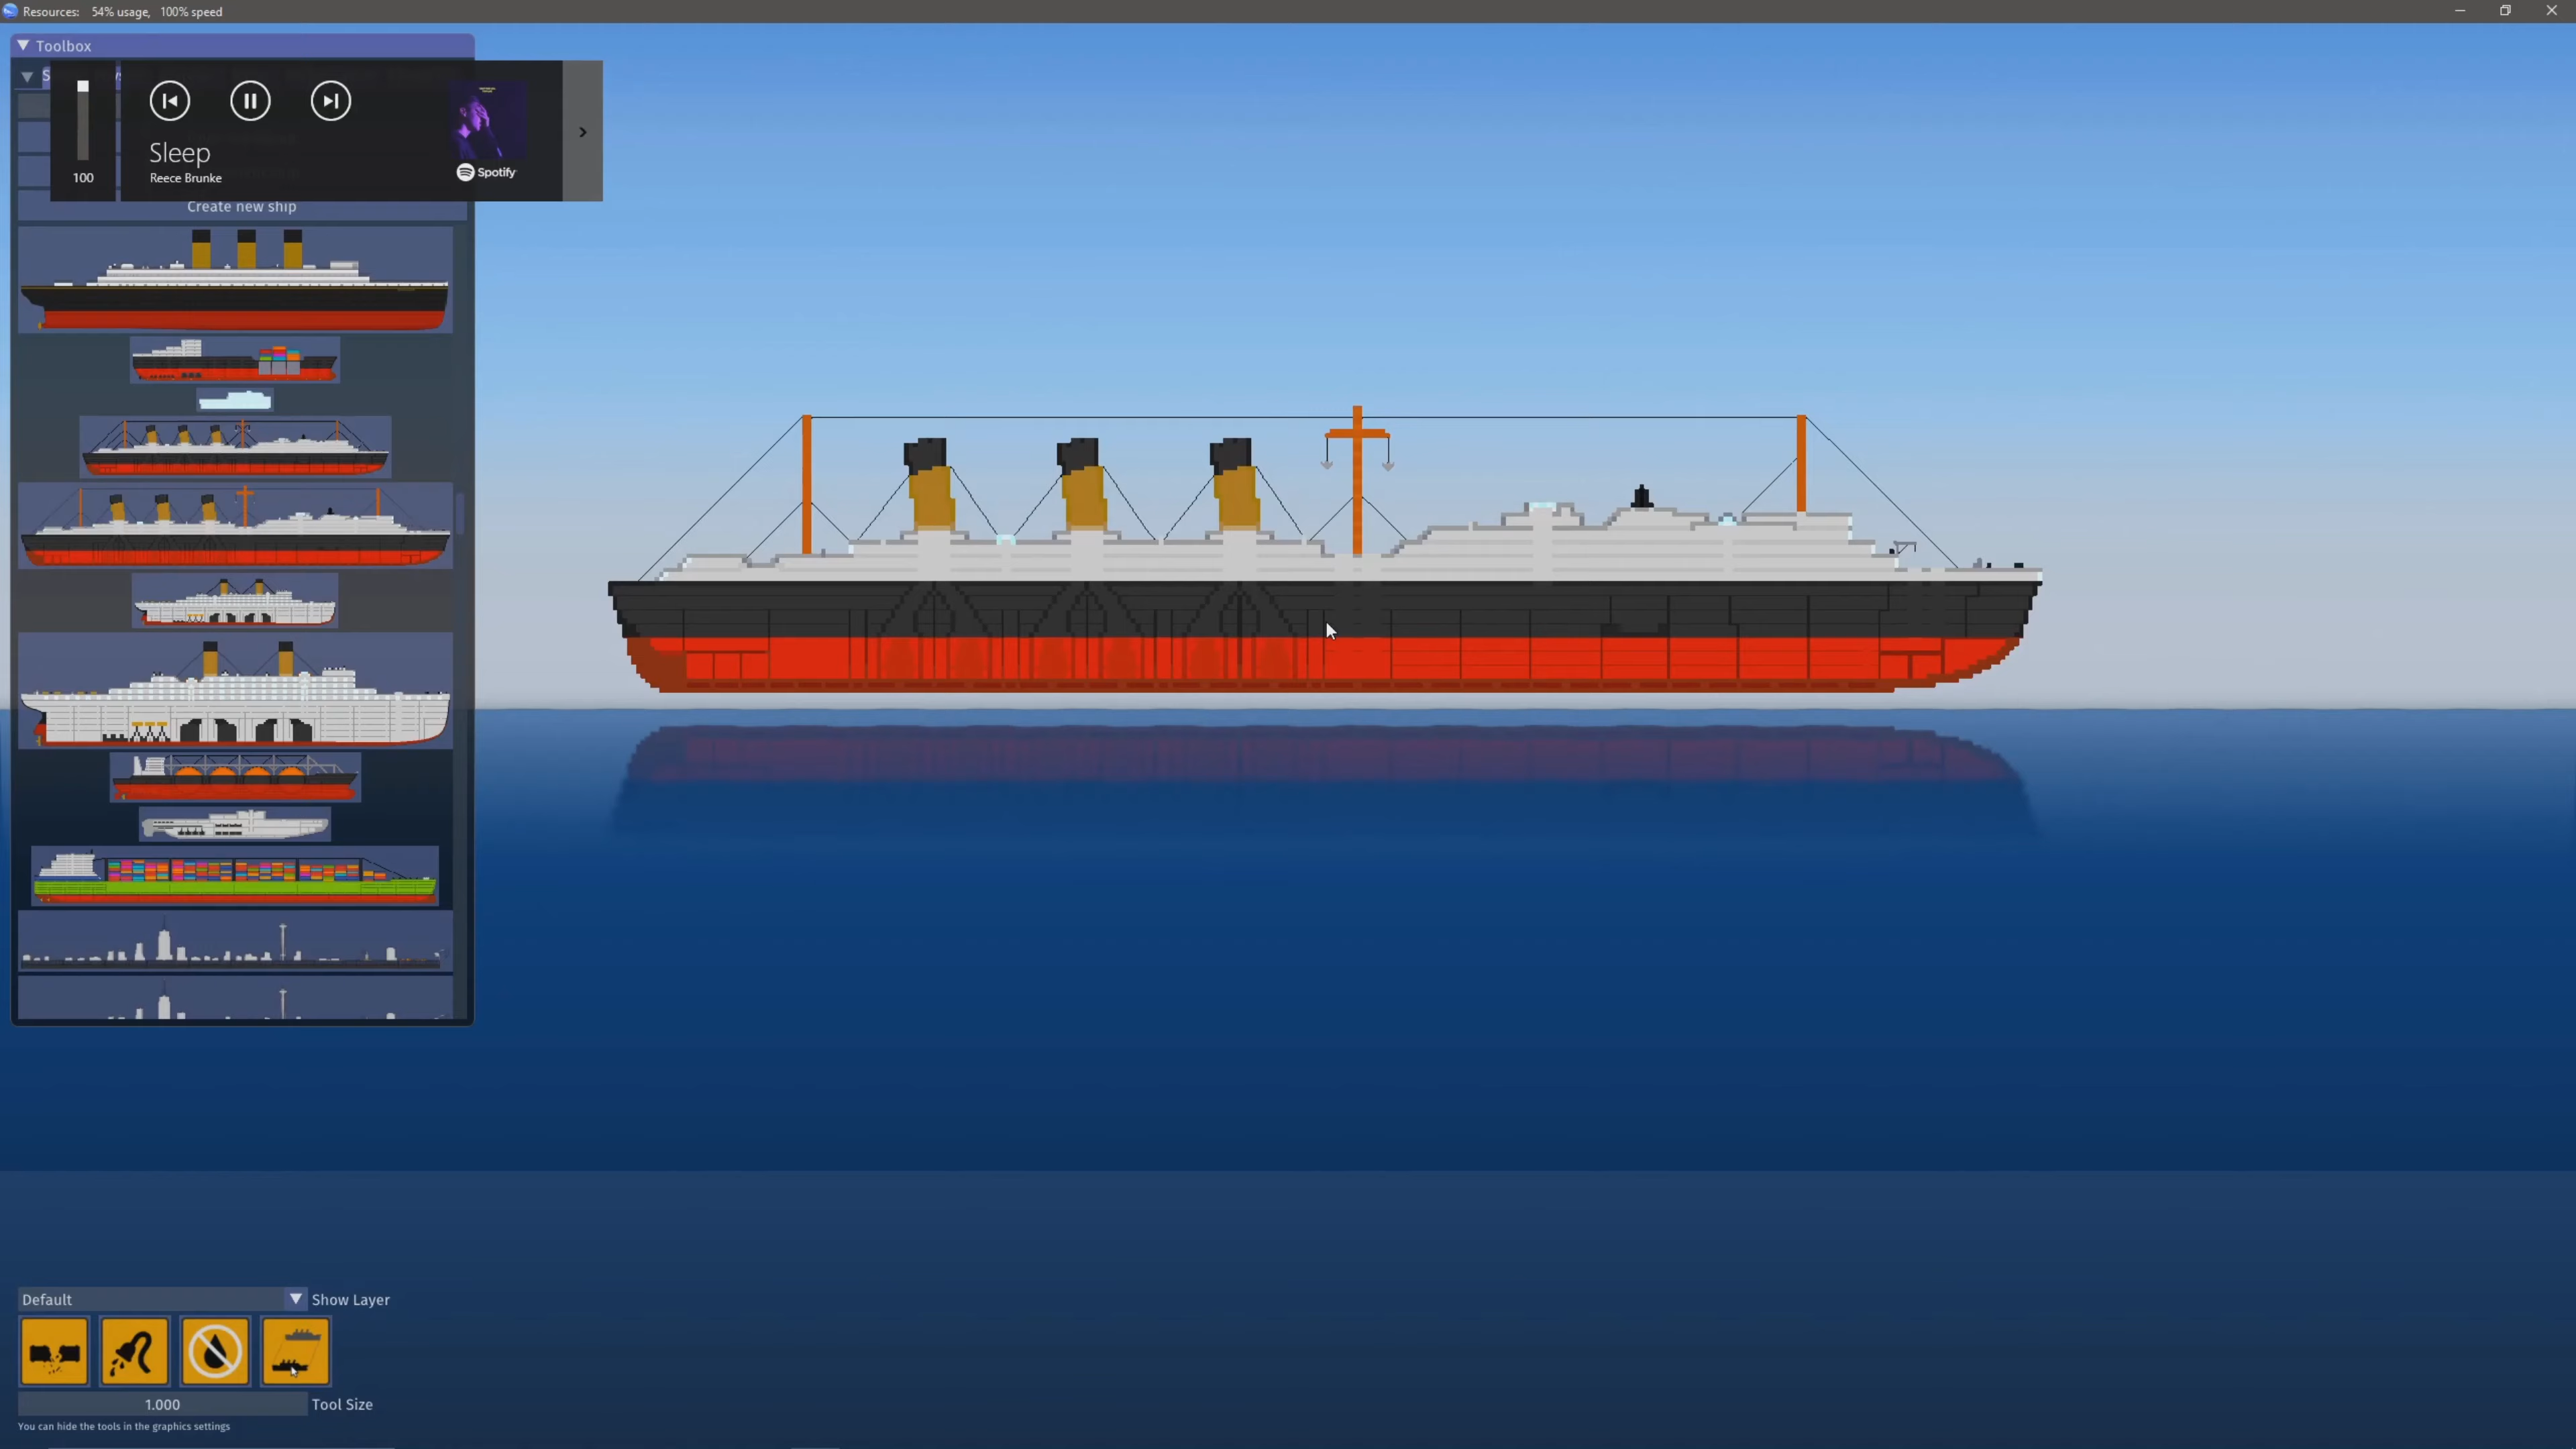 Resources: 54% usage, 100% speed
Toolbox
100
Sleep
Reece Brunke
Spotify
Create new ship
Default
Show Layer
1.000
Tool Size
You can hide the tools in the graphics settings